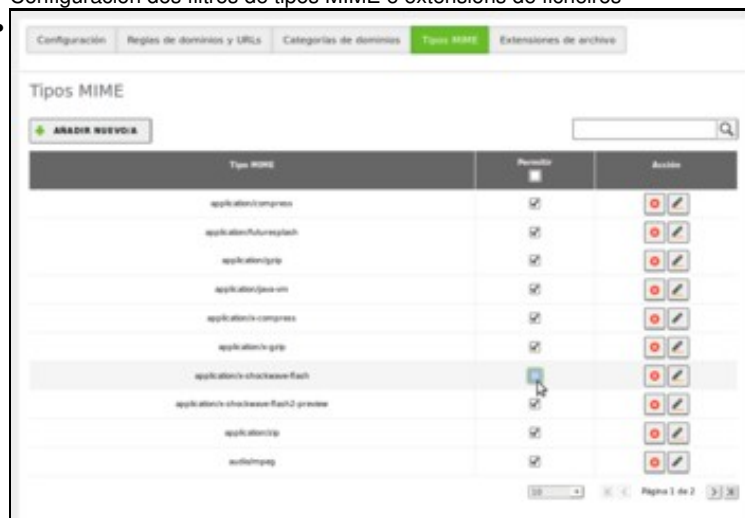 Configuración dos filtros de tipos MIME e extensións de ficheiros
Configuración Reglas de dominios y URLs Categorías de dominios Tipos MIME Extensiones de archivo
Tipos MIME
AÑADIR NUEVO/A
Tipo MIME Permitir Acción
application/compress
application/futuresplash
application/gzip
application/java-vm
application/x-compress
application/x-gzip
application/x-shockwave-flash
application/x-shockwave-flash2-preview
application/zip
audio/mpeg
10 Página 1 de 2